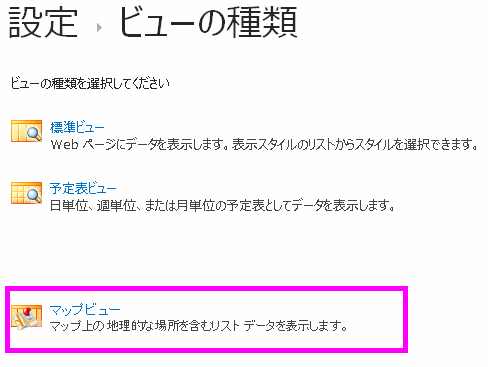 設定 ▸ ビューの種類
ビューの種類を選択してください
標準ビュー
Web ページにデータを表示します。表示スタイルのリストからスタイルを選択できます。
予定表ビュー
日単位、週単位、または月単位の予定表としてデータを表示します。
マップビュー
マップ上の地理的な場所を含むリスト データを表示します。